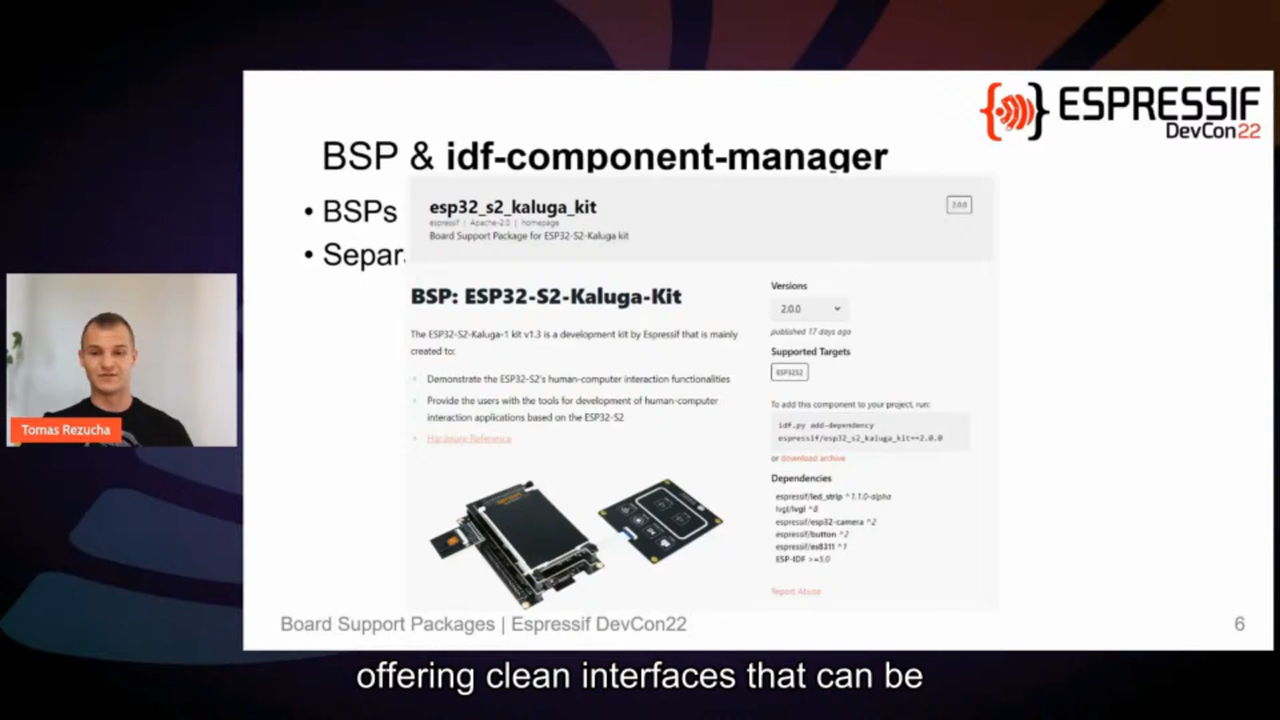 ESPRESSIF
DevCon22
BSP & idf-component-manager
• BSPs
• Separ
esp32_s2_kaluga_kit
2.0.0
espressif | Apache-2.0 | homepage
Board Support Package for ESP32-S2-Kaluga kit
BSP: ESP32-S2-Kaluga-Kit
The ESP32-S2-Kaluga-1 kit v1.3 is a development kit by Espressif that is mainly
created to:
Demonstrate the ESP32-S2's human-computer interaction functionalities
Provide the users with the tools for development of human-computer
interaction applications based on the ESP32-S2
Hardware Reference
Versions
2.0.0
published 17 days ago
Supported Targets
ESP32S2
To add this component to your project, run:
idf.py add-dependency
espressif/esp32_s2_kaluga_kit==2.0.0
or download archive
Dependencies
espressif/led_strip ^1.1.0-alpha
lvgl/lvgl ^8
espressif/esp32-camera ^2
espressif/button ^2
espressif/es8311 ^1
ESP-IDF >=5.0
Report Abuse
Tomas Rezucha
Board Support Packages | Espressif DevCon22
6
offering clean interfaces that can be